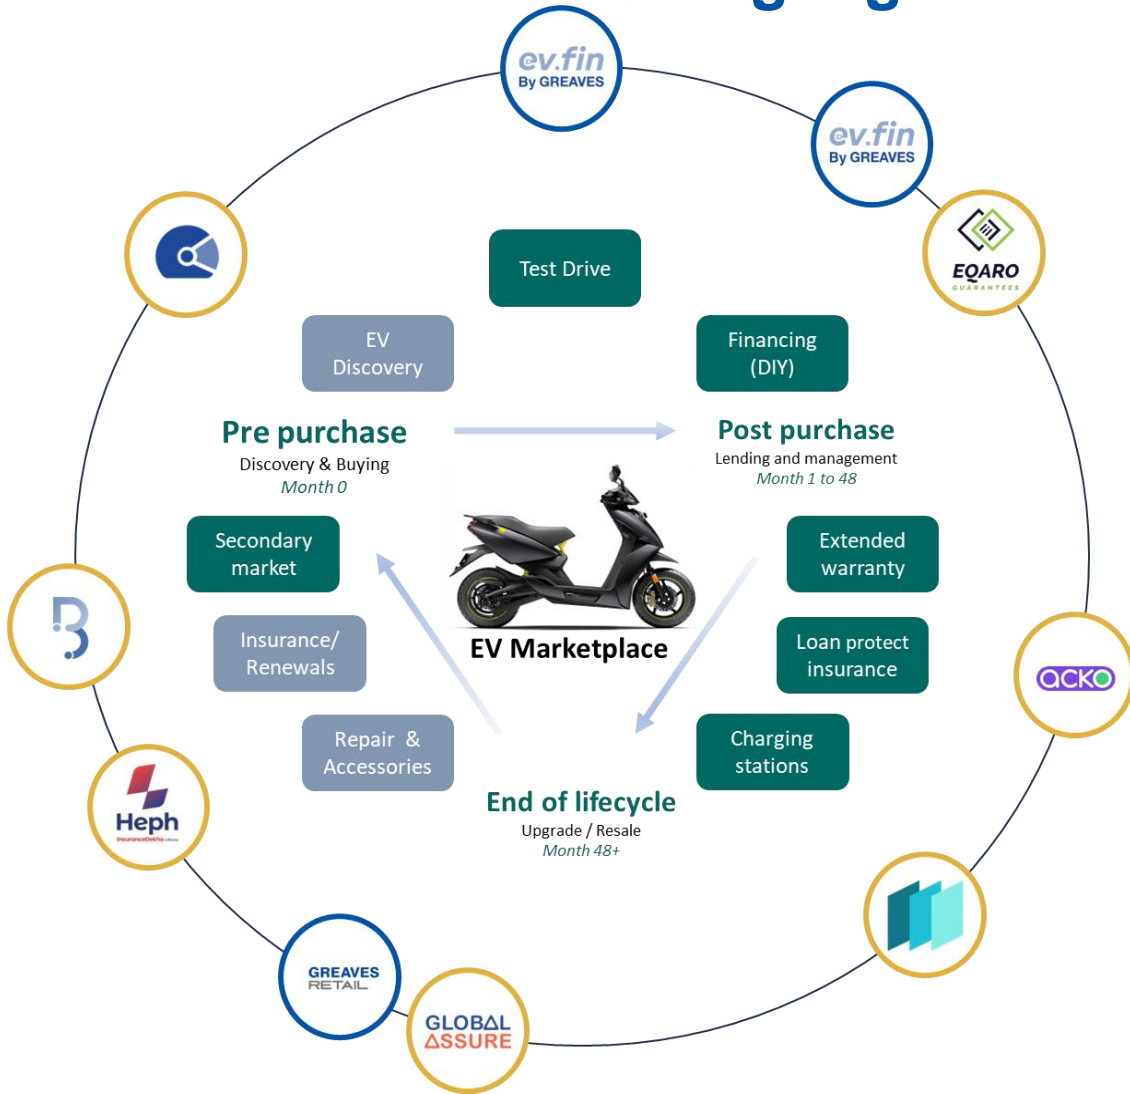 ev.fin
By GREAVES
ev.fin
By GREAVES
EQARO
GUARANTEES
Test Drive
EV
Discovery
Financing
(DIY)
Pre purchase
Discovery & Buying
Month 0
Post purchase
Lending and management
Month 1 to 48
Secondary
market
Extended
warranty
Insurance/
Renewals
EV Marketplace
Loan protect
insurance
acko
Repair &
Accessories
Charging
stations
End of lifecycle
Upgrade / Resale
Month 48+
Heph
InsuranceDekho
GREAVES
RETAIL
GLOBAL
ASSURE